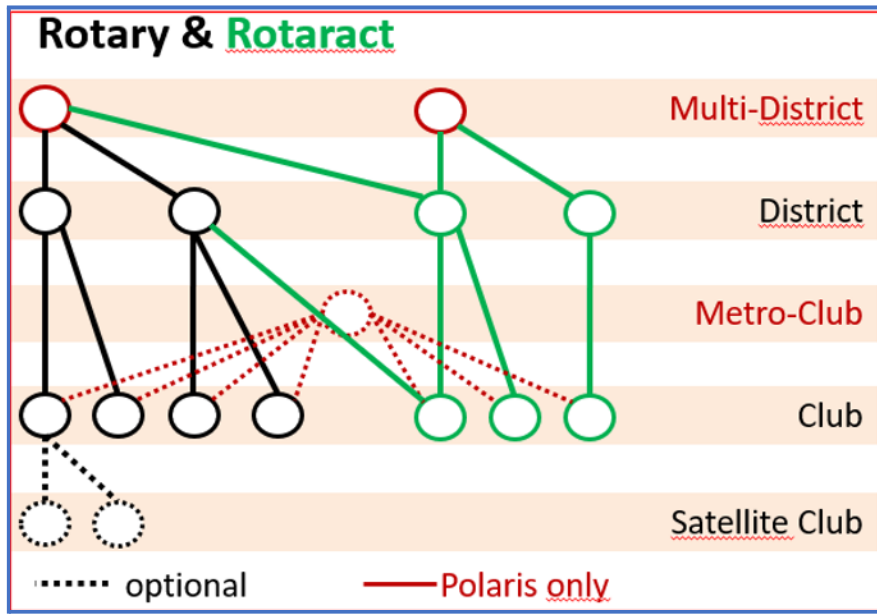 Rotary & Rotaract
Multi-District
District
Metro-Club
Club
Satellite Club
optional
Polaris only